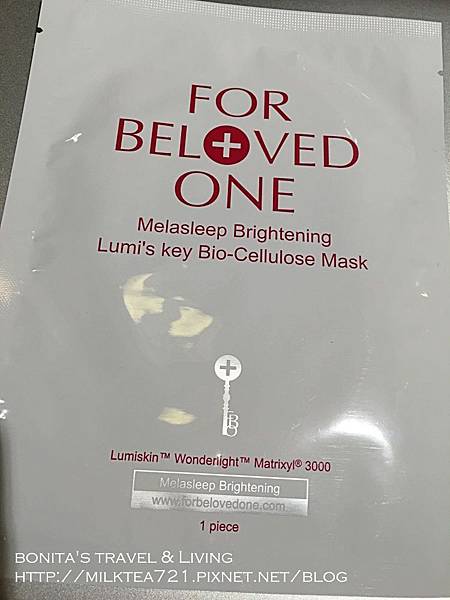 FOR
BELOVED
ONE
Melasleep Brightening
Lumi's key Bio-Cellulose Mask
FBO
Lumiskin™ Wonderlight™ Matrixyl® 3000
Melasleep Brightening
www.forbelovedone.com
1 piece
BONITA'S TRAVEL & LIVING
HTTP://MILKTEA721.PIXNET.NET/BLOG